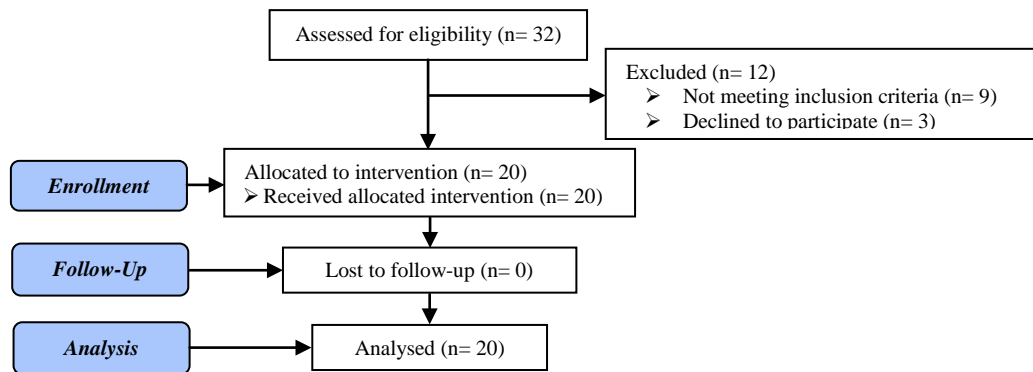 Assessed for eligibility (n= 32)
Excluded (n= 12)
➢ Not meeting inclusion criteria (n= 9)
➢ Declined to participate (n= 3)
Enrollment
Allocated to intervention (n= 20)
➢ Received allocated intervention (n= 20)
Follow-Up
Lost to follow-up (n= 0)
Analysis
Analysed (n= 20)